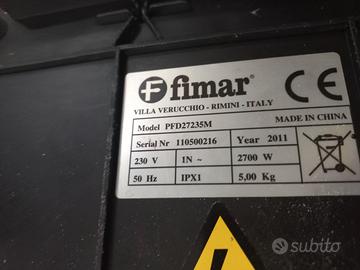 fimar®
CE
VILLA VERUCCHIO - RIMINI - ITALY
Model PFD27235M
MADE IN CHINA
Serial Nr 110500216 Year 2011
230 V 1N ~ 2700 W
50 Hz IPX1 5,00 Kg
subito